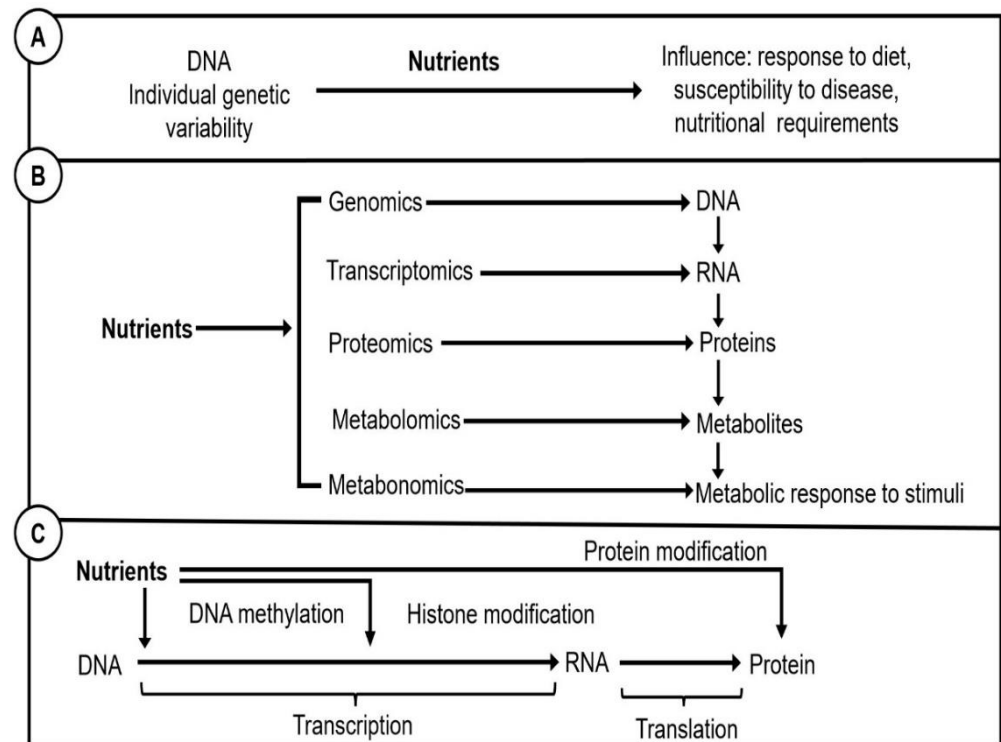 A
DNA
Individual genetic
variability
Nutrients
Influence: response to diet,
susceptibility to disease,
nutritional requirements
B
Nutrients
Genomics
DNA
Transcriptomics
RNA
Proteomics
Proteins
Metabolomics
Metabolites
Metabonomics
Metabolic response to stimuli
C
Nutrients
Protein modification
DNA methylation
Histone modification
DNA
RNA
Protein
Transcription
Translation